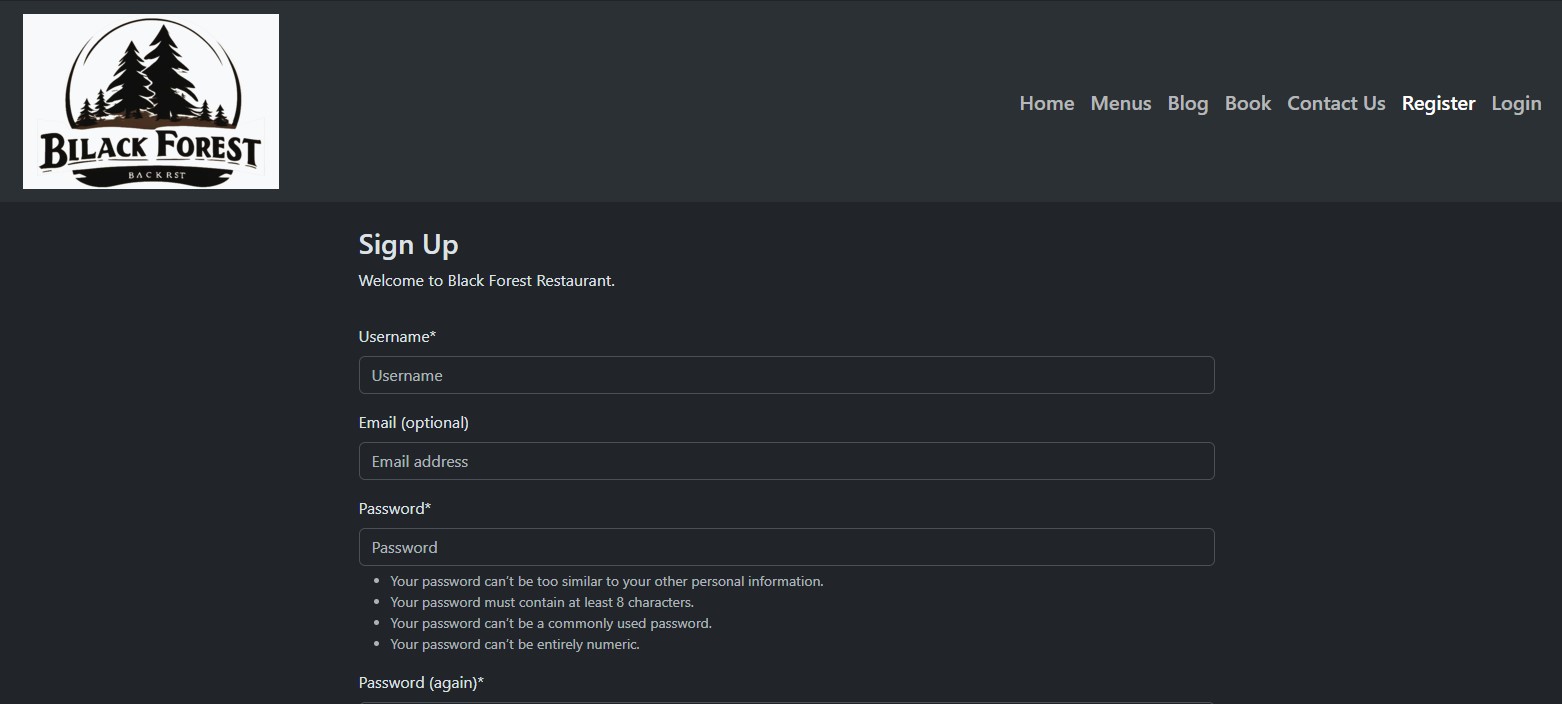 BILACK FOREST
BACKRST
Home Menus Blog Book Contact Us Register Login
Sign Up
Welcome to Black Forest Restaurant.
Username*
Username
Email (optional)
Email address
Password*
Password
• Your password can’t be too similar to your other personal information.
• Your password must contain at least 8 characters.
• Your password can’t be a commonly used password.
• Your password can’t be entirely numeric.
Password (again)*